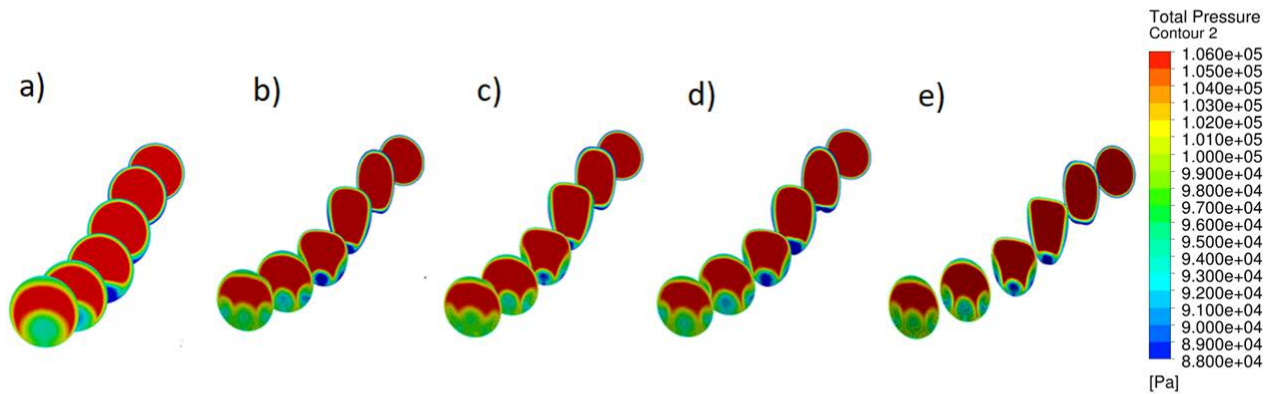 Total Pressure
Contour 2
a)
b)
c)
d)
e)
1.060e+05
1.050e+05
1.040e+05
1.030e+05
1.020e+05
1.010e+05
1.000e+05
9.900e+04
9.800e+04
9.700e+04
9.600e+04
9.500e+04
9.400e+04
9.300e+04
9.200e+04
9.100e+04
9.000e+04
8.900e+04
8.800e+04
[Pa]